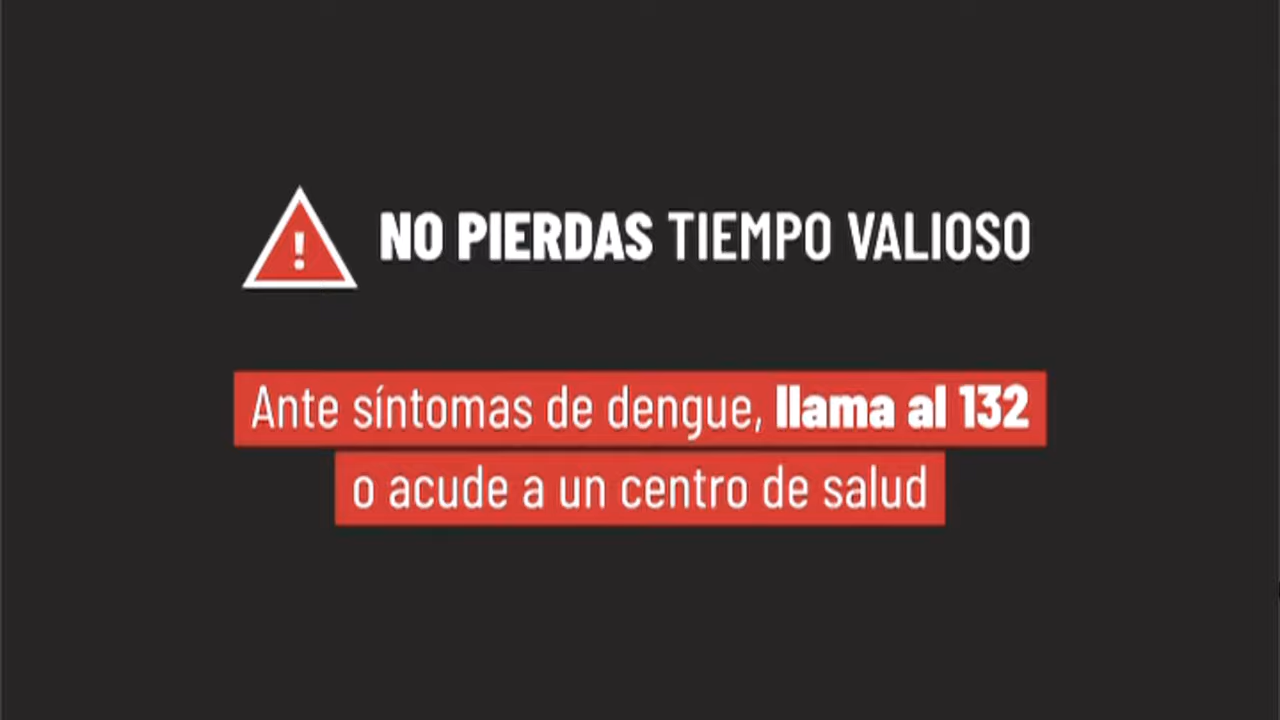 !
NO PIERDAS TIEMPO VALIOSO
Ante síntomas de dengue, llama al 132
o acude a un centro de salud